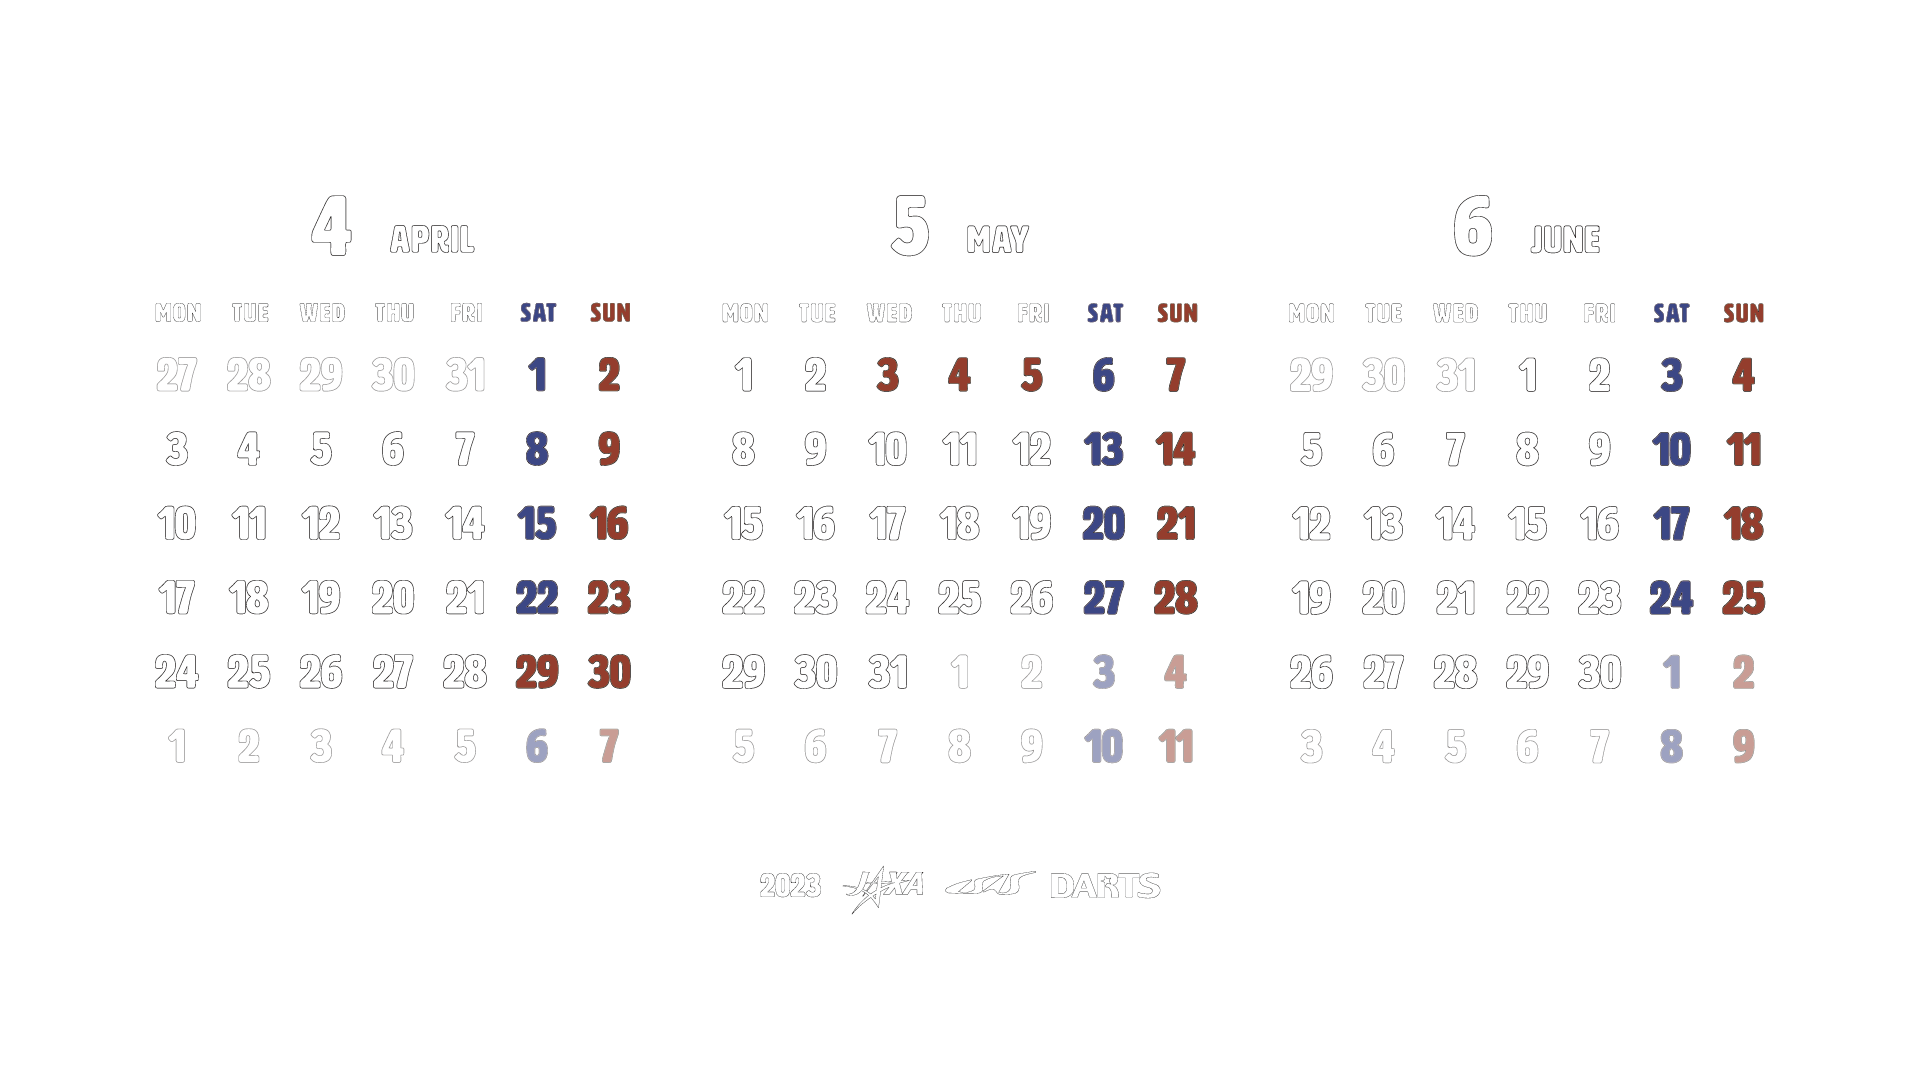 4 APRIL
MON TUE WED THU FRI SAT SUN
27 28 29 30 31 1 2
3 4 5 6 7 8 9
10 11 12 13 14 15 16
17 18 19 20 21 22 23
24 25 26 27 28 29 30
1 2 3 4 5 6 7
5 MAY
MON TUE WED THU FRI SAT SUN
1 2 3 4 5 6 7
8 9 10 11 12 13 14
15 16 17 18 19 20 21
22 23 24 25 26 27 28
29 30 31 1 2 3 4
5 6 7 8 9 10 11
6 JUNE
MON TUE WED THU FRI SAT SUN
29 30 31 1 2 3 4
5 6 7 8 9 10 11
12 13 14 15 16 17 18
19 20 21 22 23 24 25
26 27 28 29 30 1 2
3 4 5 6 7 8 9
2023 JAXA ISAS DARTS